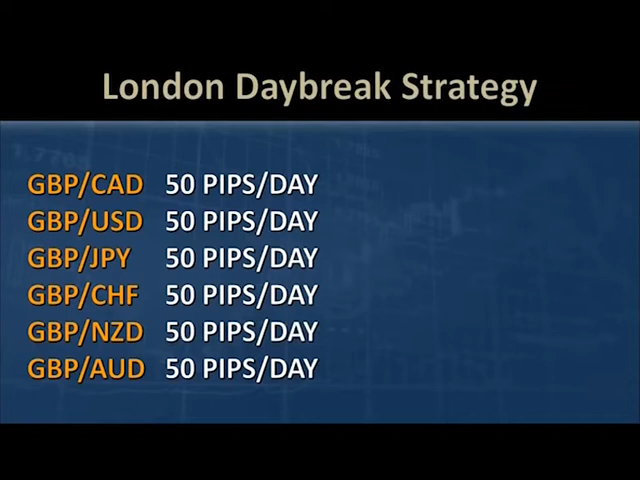 London Daybreak Strategy
GBP/CAD 50 PIPS/DAY
GBP/USD 50 PIPS/DAY
GBP/JPY 50 PIPS/DAY
GBP/CHF 50 PIPS/DAY
GBP/NZD 50 PIPS/DAY
GBP/AUD 50 PIPS/DAY